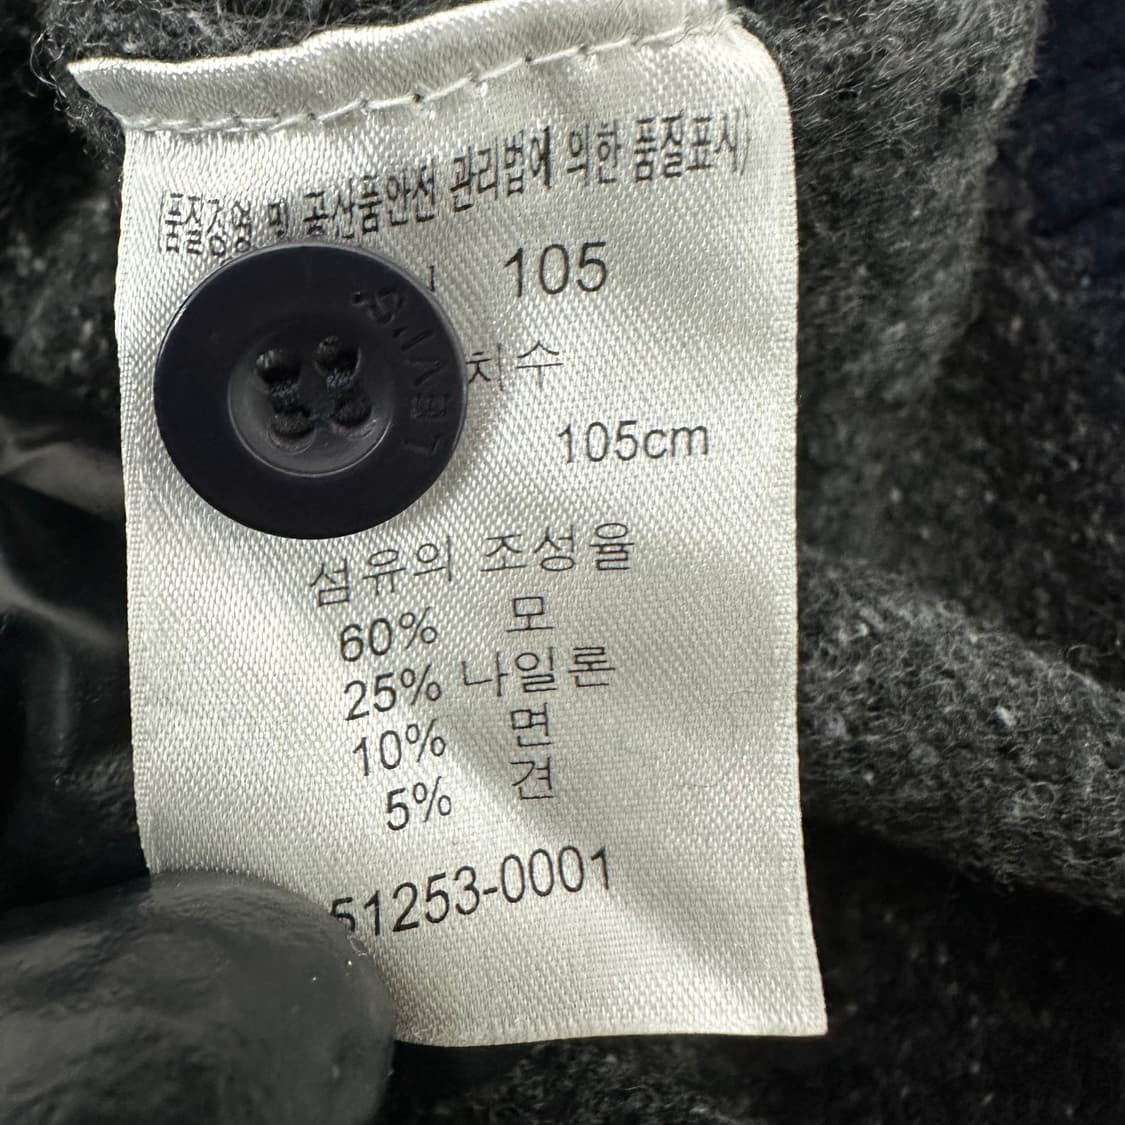 (품질경영 및 공산품안전 관리법에 의한 품질표시)
105
치수
105cm
LEVI'S.
섬유의 조성율
60% 모
25% 나일론
10% 면
5% 견
51253-0001